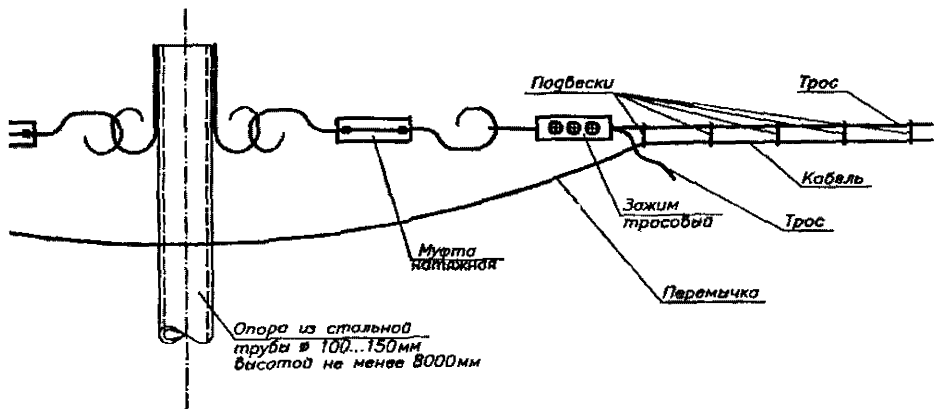 Подвески
Трос
Кабель
Зажим
тросовый
Трос
Муфта
натяжная
Перемычка
Опора из стальной
трубы ø 100...150мм
высотой не менее 8000мм